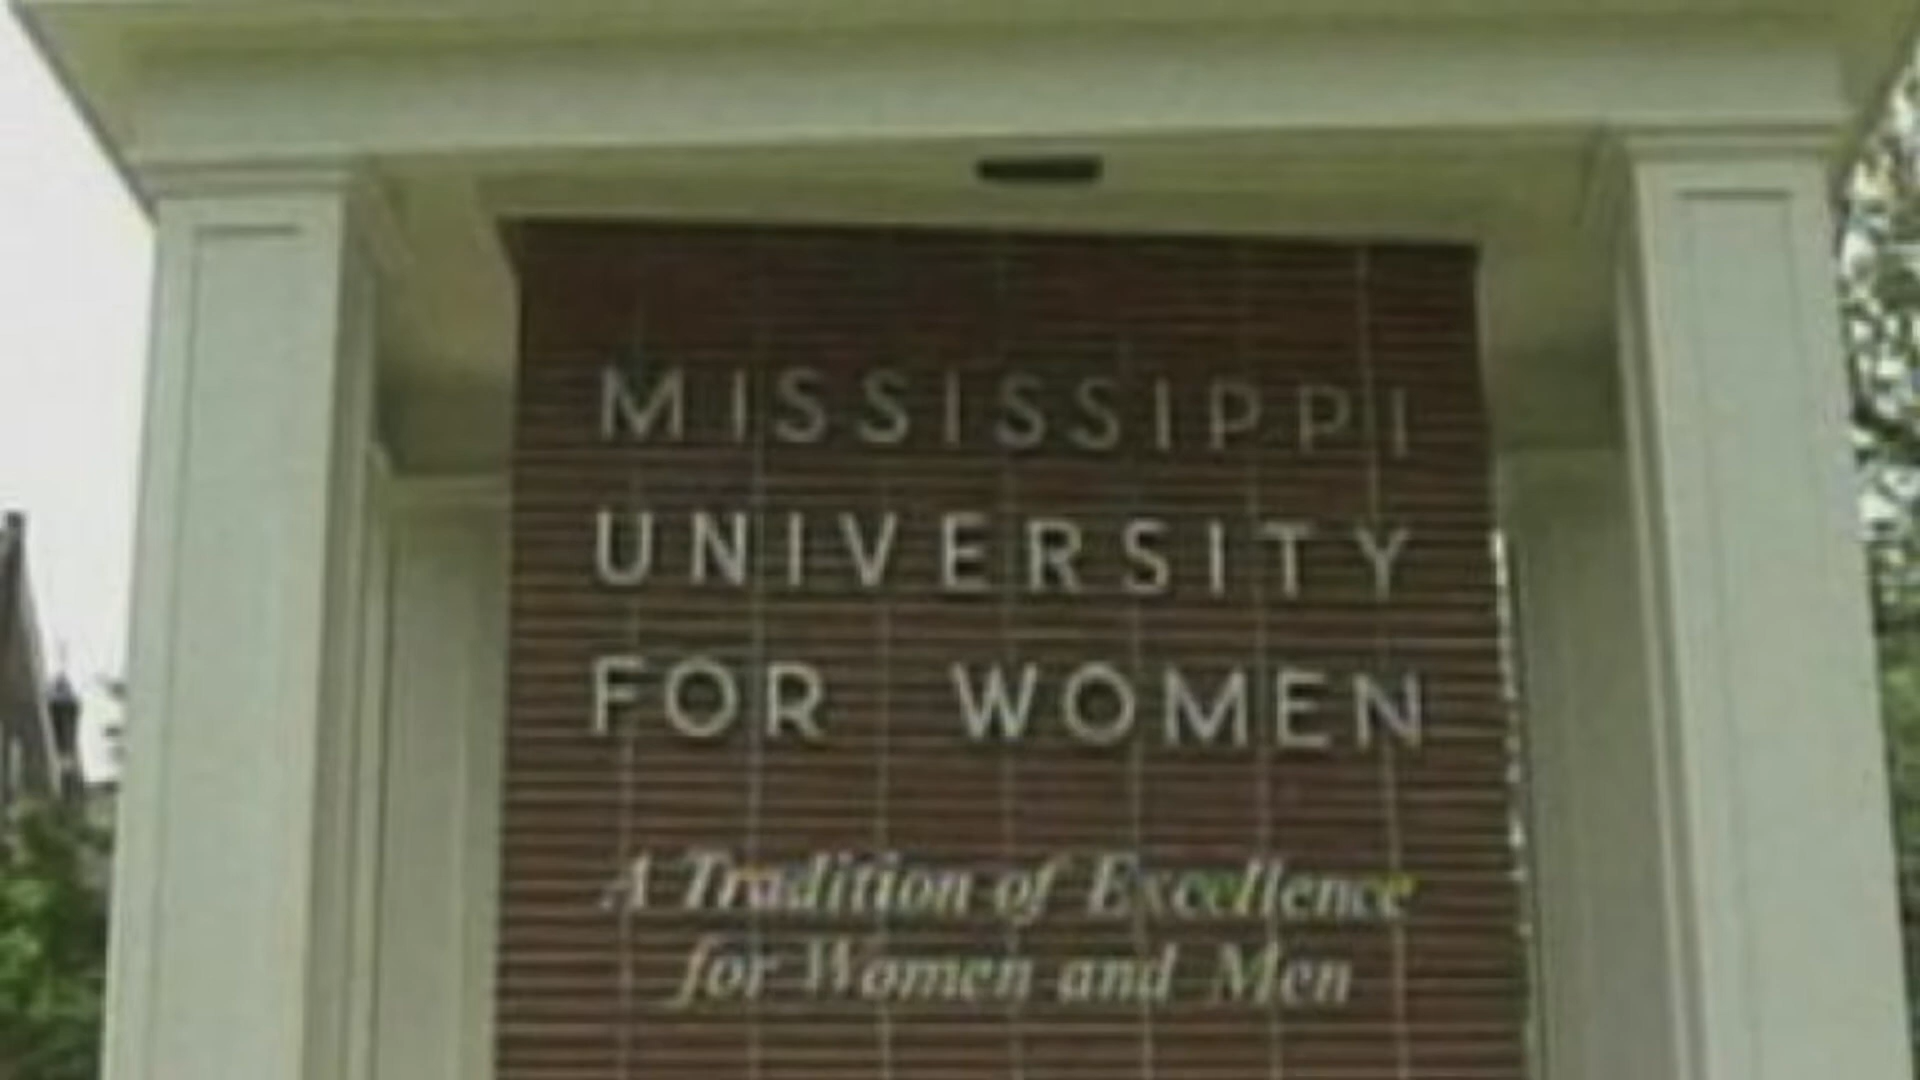 MISSISSIPPI
UNIVERSITY
FOR WOMEN
A Tradition of Excellence
for Women and Men